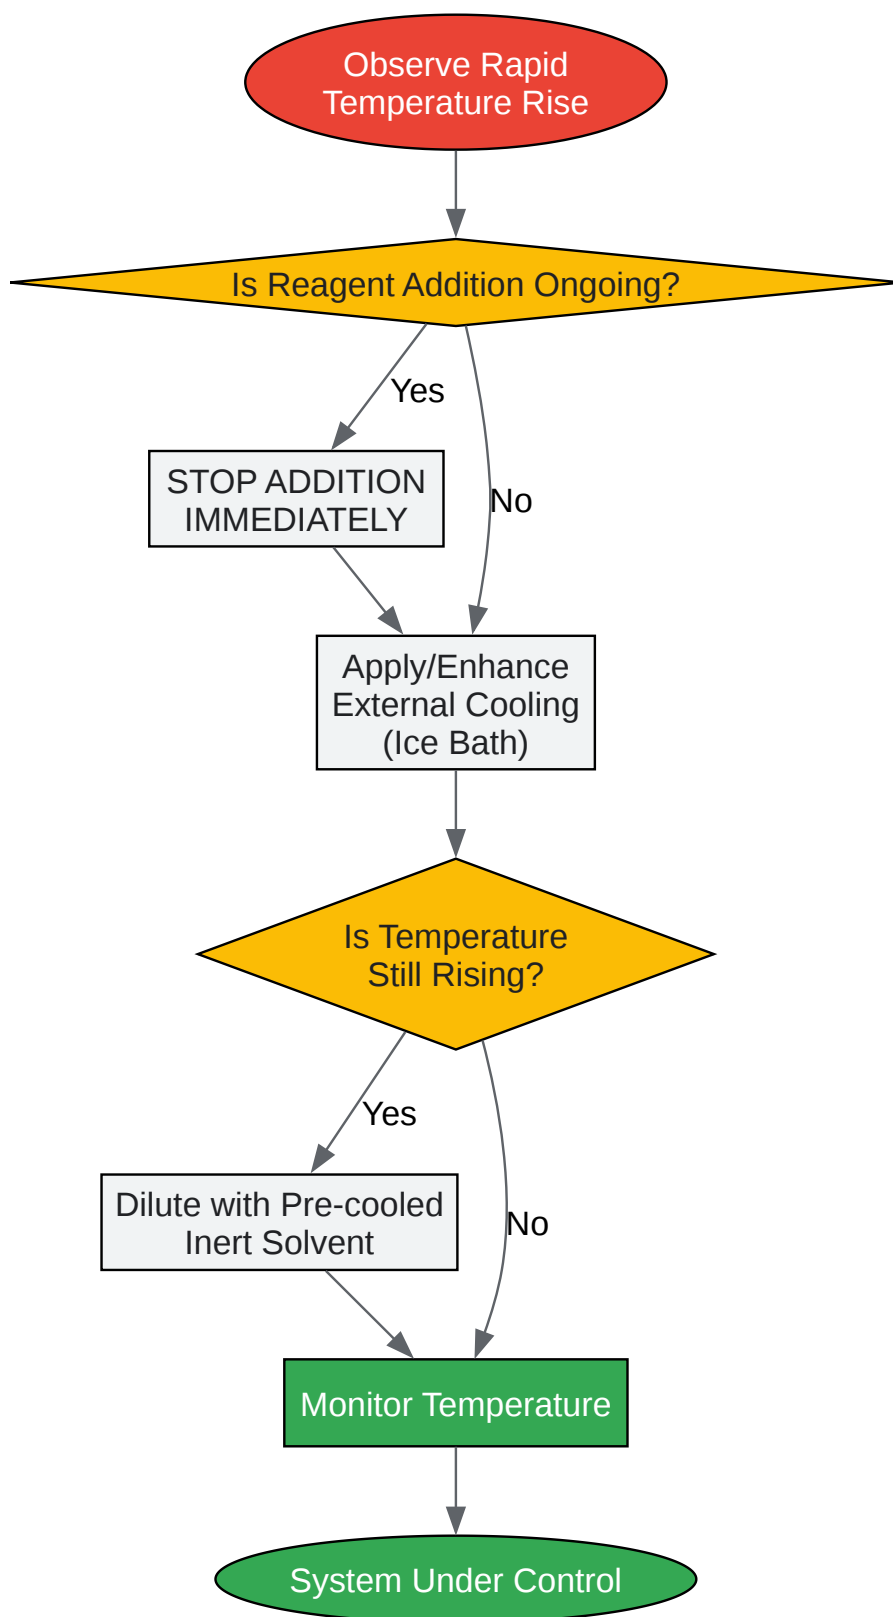 Observe Rapid
Temperature Rise
Is Reagent Addition Ongoing?
Yes
STOP ADDITION
IMMEDIATELY
No
Apply/Enhance
External Cooling
(Ice Bath)
Is Temperature
Still Rising?
Yes
Dilute with Pre-cooled
Inert Solvent
No
Monitor Temperature
System Under Control